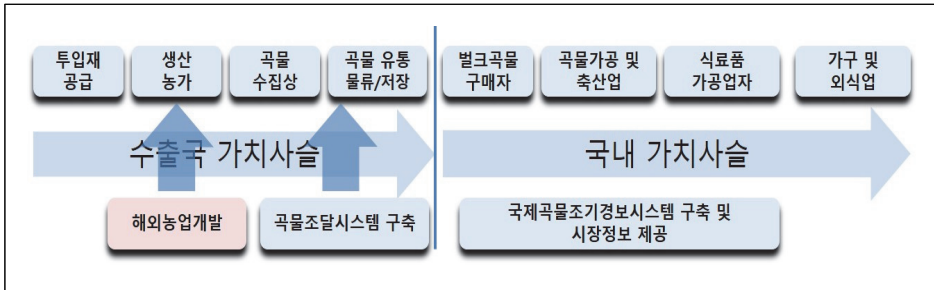 투입재
공급
생산
농가
곡물
수집상
곡물 유통
물류/저장
벌크곡물
구매자
곡물가공 및
축산업
식료품
가공업자
가구 및
외식업
수출국 가치사슬
국내 가치사슬
해외농업개발
곡물조달시스템 구축
국제곡물조기경보시스템 구축 및
시장정보 제공